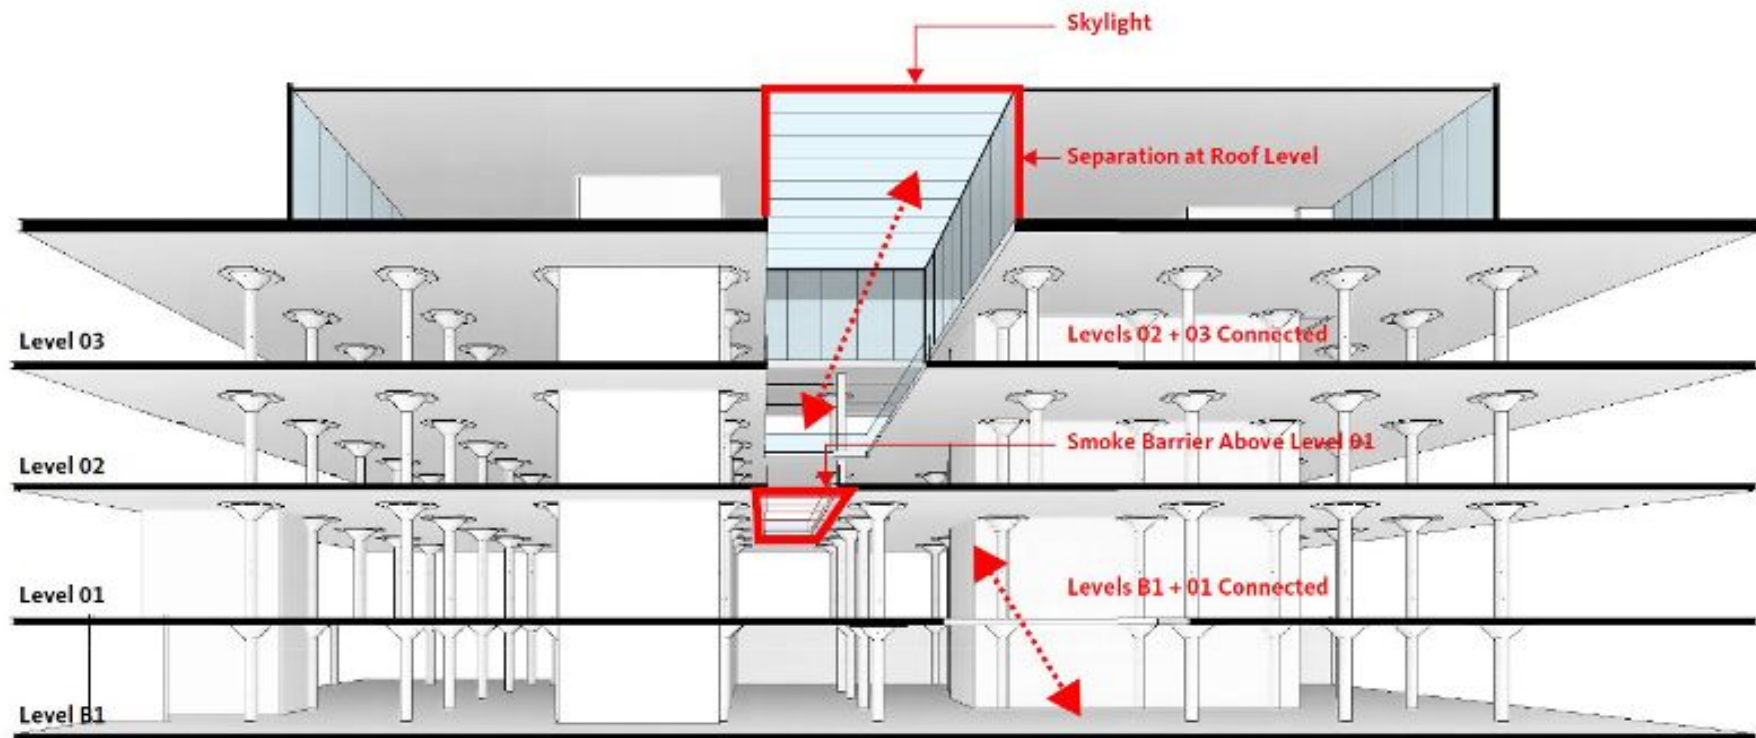 Skylight
Separation at Roof Level
Level 03
Levels 02 + 03 Connected
Smoke Barrier Above Level 01
Level 02
Level 01
Levels B1 + 01 Connected
Level B1